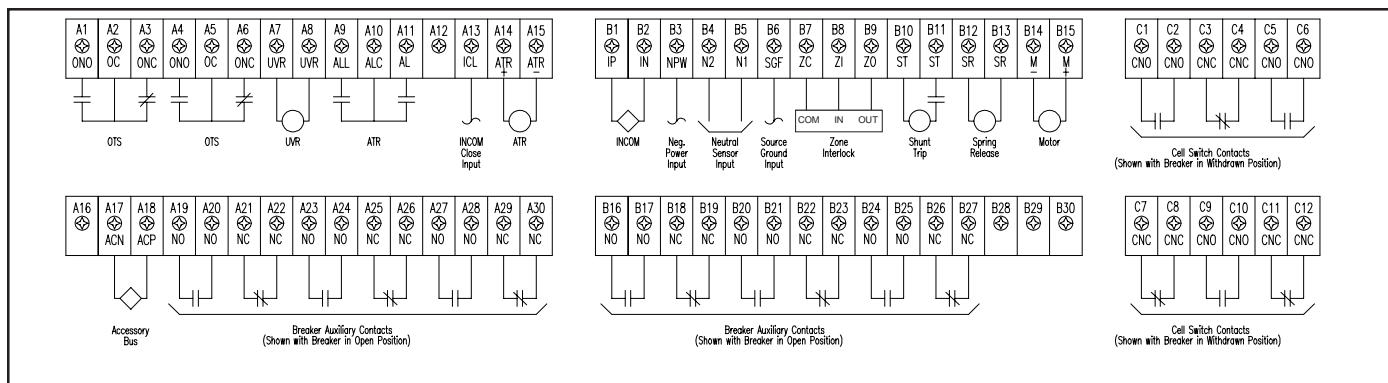 A1 A2 A3 A4 A5 A6 A7 A8 A9 A10 A11 A12 A13 A14 A15
ONO OC ONC ONO OC ONC UVR UVR ALL ALC AL ICL ATR + ATR −
OTS OTS UVR ATR INCOM Close Input ATR
B1 B2 B3 B4 B5 B6 B7 B8 B9 B10 B11 B12 B13 B14 B15
IP IN NPW N2 N1 SGF ZC ZI ZO ST ST SR SR M − M +
COM IN OUT
INCOM Neg. Power Input Neutral Sensor Input Source Ground Input Zone Interlock Shunt Trip Spring Release Motor
C1 C2 C3 C4 C5 C6
CNO CNO CNC CNC CNO CNO
Cell Switch Contacts
(Shown with Breaker in Withdrawn Position)
A16 A17 A18 A19 A20 A21 A22 A23 A24 A25 A26 A27 A28 A29 A30
ACN ACP NO NO NC NC NO NO NC NC NO NO NC NC
Accessory Bus
Breaker Auxiliary Contacts
(Shown with Breaker in Open Position)
B16 B17 B18 B19 B20 B21 B22 B23 B24 B25 B26 B27 B28 B29 B30
NO NO NC NC NO NO NC NC NO NO NC NC
Breaker Auxiliary Contacts
(Shown with Breaker in Open Position)
C7 C8 C9 C10 C11 C12
CNC CNC CNO CNO CNC CNC
Cell Switch Contacts
(Shown with Breaker in Withdrawn Position)